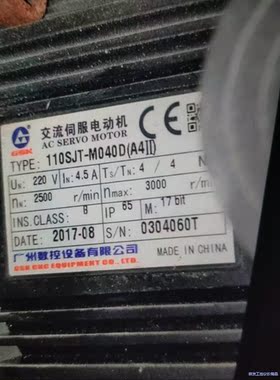 GSK
交流伺服电动机
AC SERVO MOTOR
CE
TYPE: 110SJT-M040D(A4Ⅱ)
UN: 220 V IN: 4.5 A TS/TN: 4 / 4 N
nN: 2500 r/min nmax: 3000 r/min
INS.CLASS: B IP 65 M: 17 bit
DATE: 2017-08 S/N: 0304060T
MADE IN CHINA
广州数控设备有限公司
GSK CNC EQUIPMENT CO.,LTD.